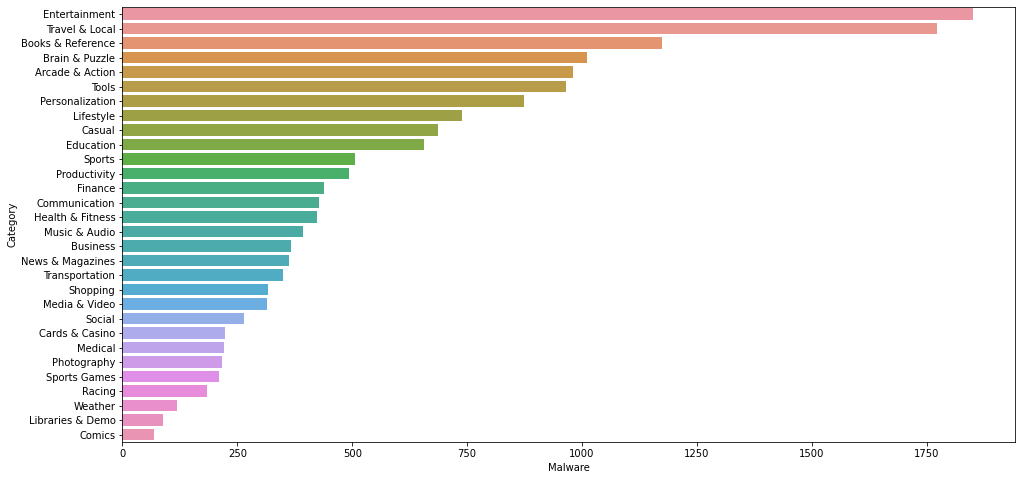 Entertainment
Travel & Local
Books & Reference
Brain & Puzzle
Arcade & Action
Tools
Personalization
Lifestyle
Casual
Education
Sports
Productivity
Finance
Communication
Health & Fitness
Music & Audio
Business
News & Magazines
Transportation
Shopping
Media & Video
Social
Cards & Casino
Medical
Photography
Sports Games
Racing
Weather
Libraries & Demo
Comics
Category
0 250 500 750 1000 1250 1500 1750
Malware